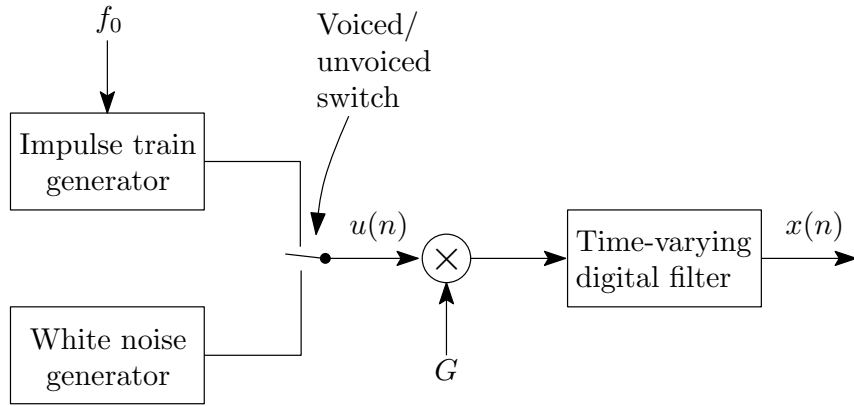 f₀
Voiced/
unvoiced
switch
Impulse train
generator
u(n)
x(n)
Time-varying
digital filter
White noise
generator
G